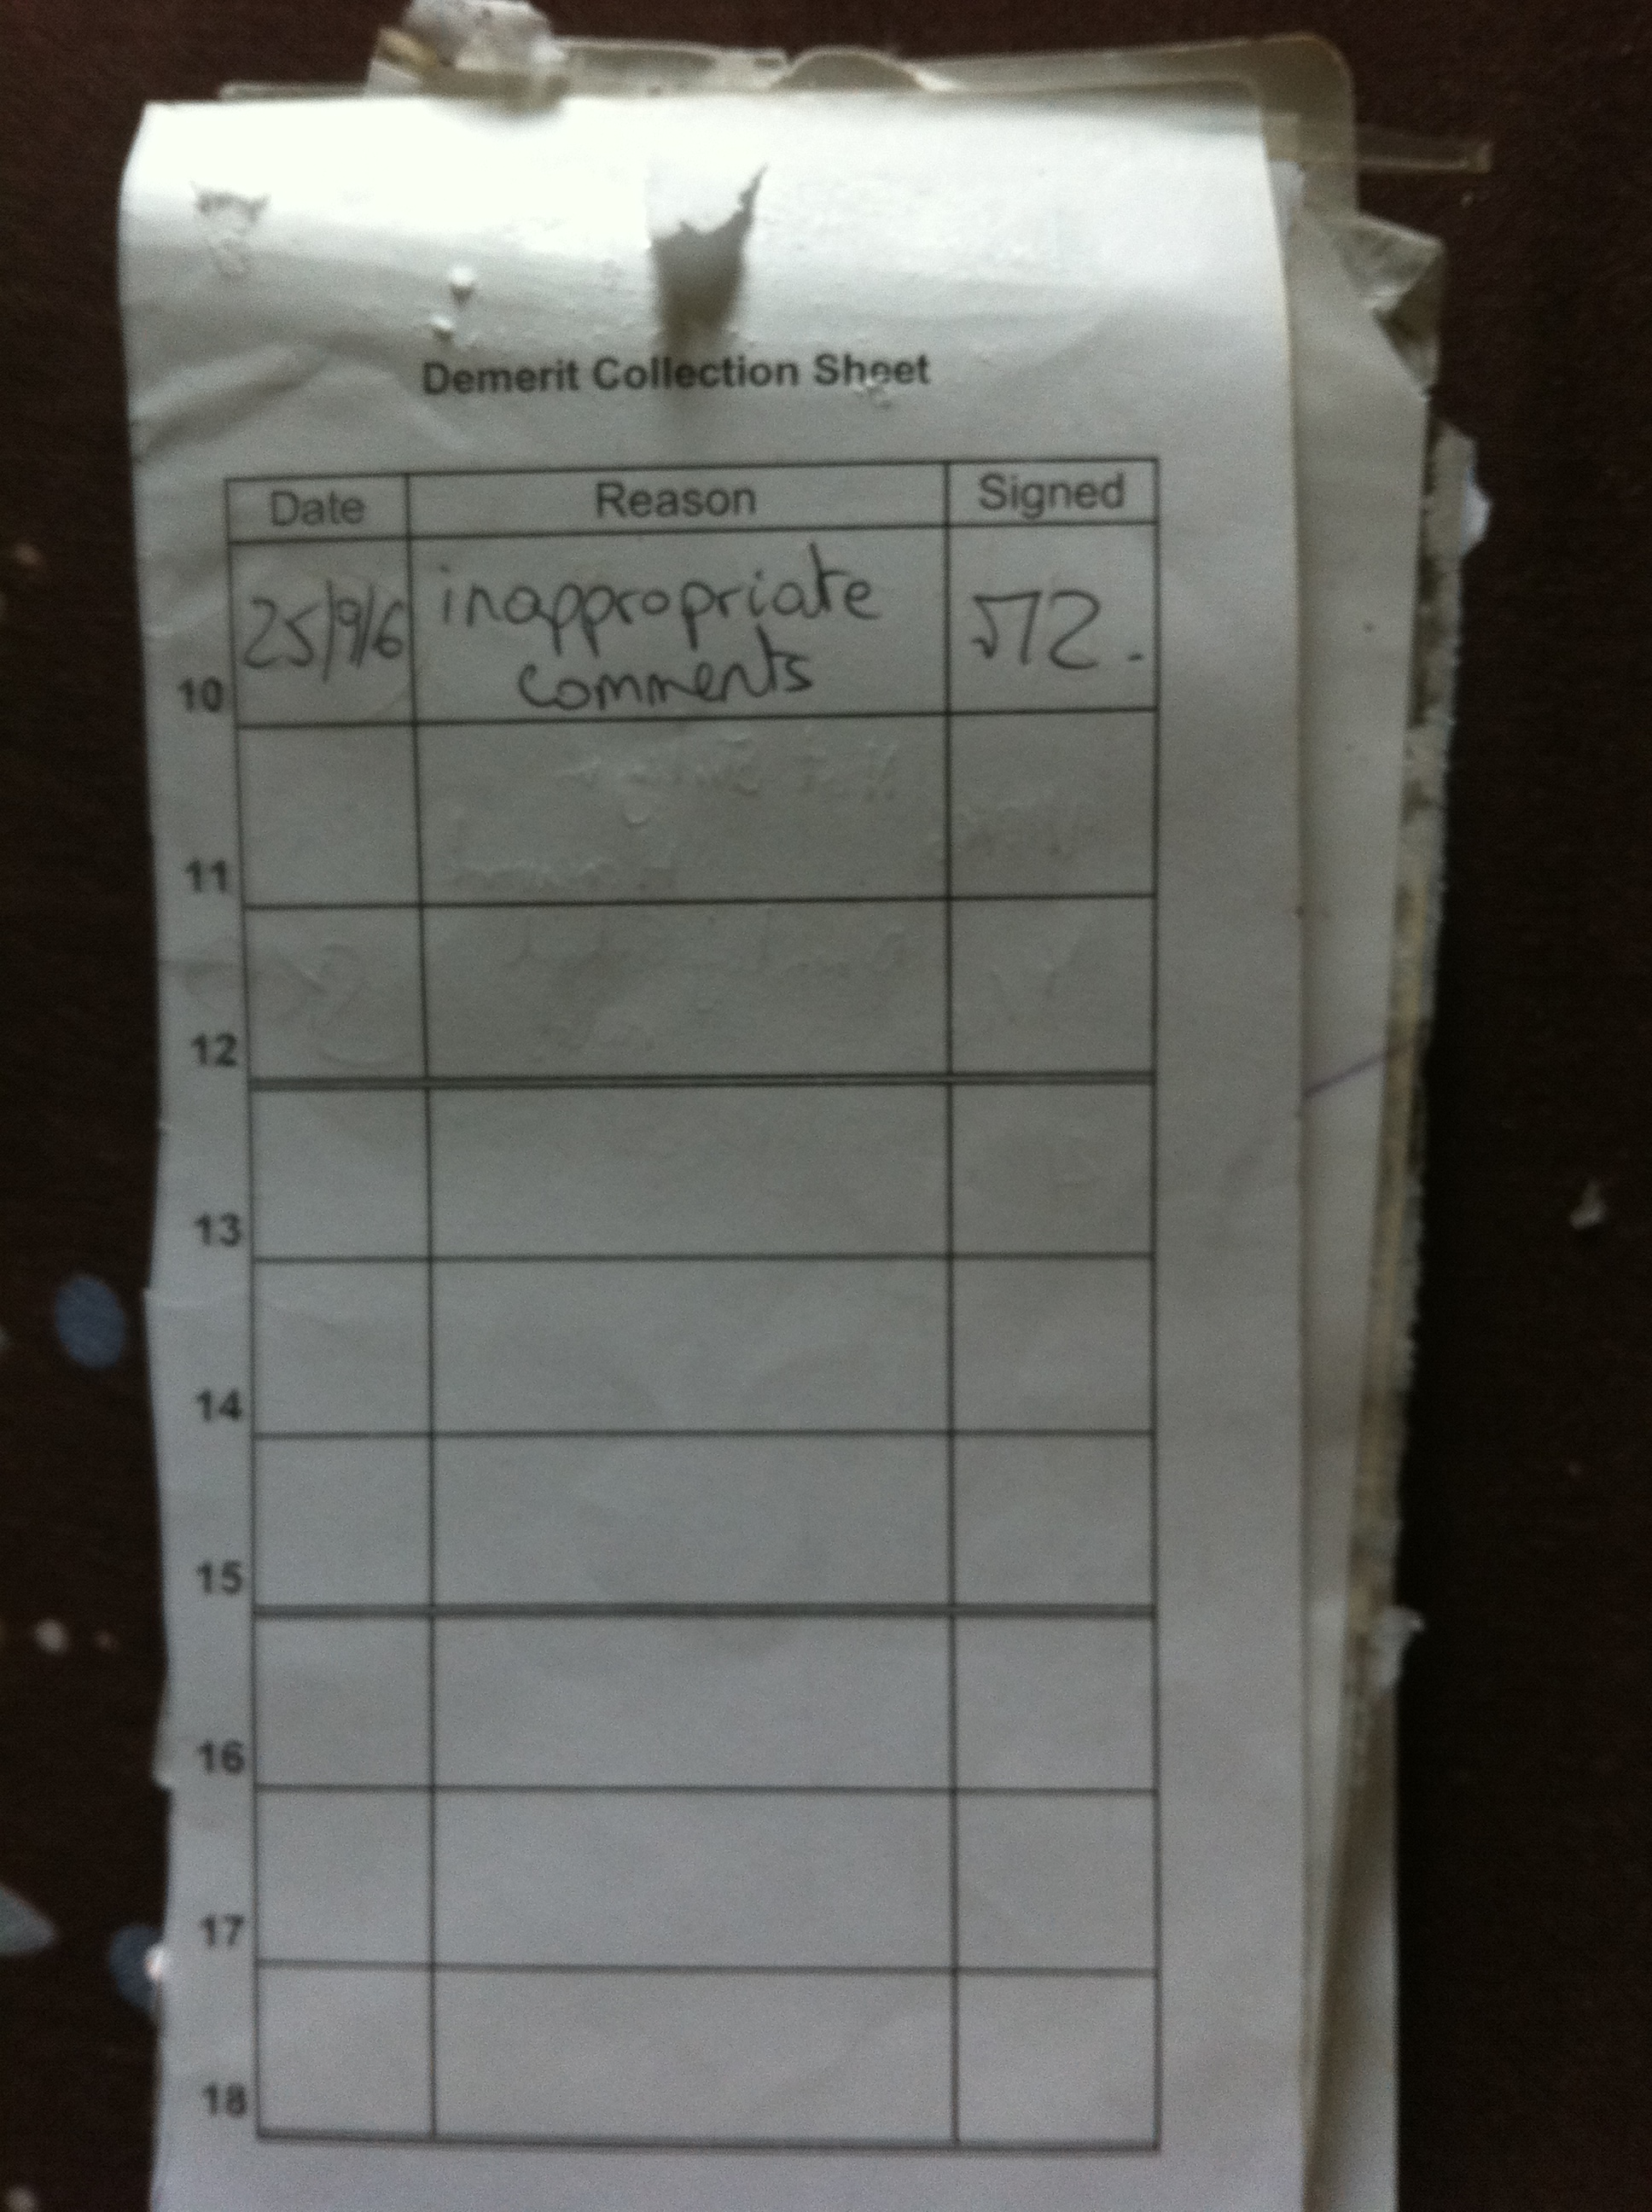 Demerit Collection Sheet
Date Reason Signed
10 25/9/6 inappropriate
comments
11
12
13
14
15
16
17
18